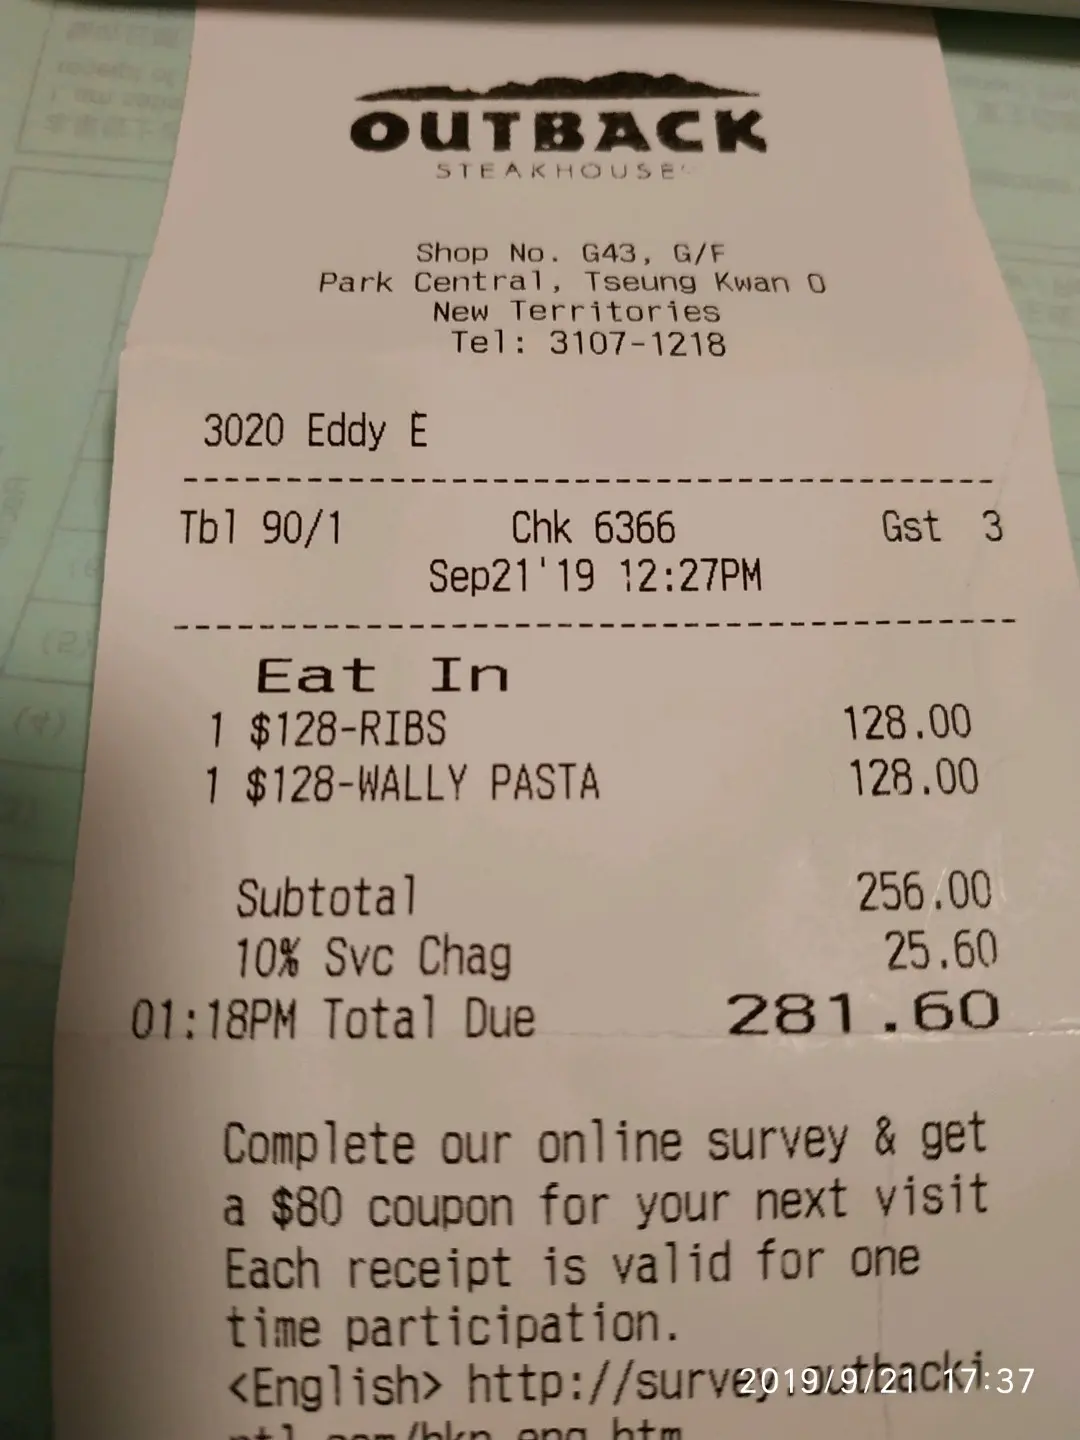 OUTBACK
STEAKHOUSE
Shop No. G43, G/F
Park Central, Tseung Kwan O
New Territories
Tel: 3107-1218
3020 Eddy E
Tbl 90/1 Chk 6366 Gst 3
Sep21'19 12:27PM
Eat In
1 $128-RIBS 128.00
1 $128-WALLY PASTA 128.00
Subtotal 256.00
10% Svc Chag 25.60
01:18PM Total Due 281.60
Complete our online survey & get
a $80 coupon for your next visit
Each receipt is valid for one
time participation.
<English> http://survey.outbacki
2019/9/21 17:37